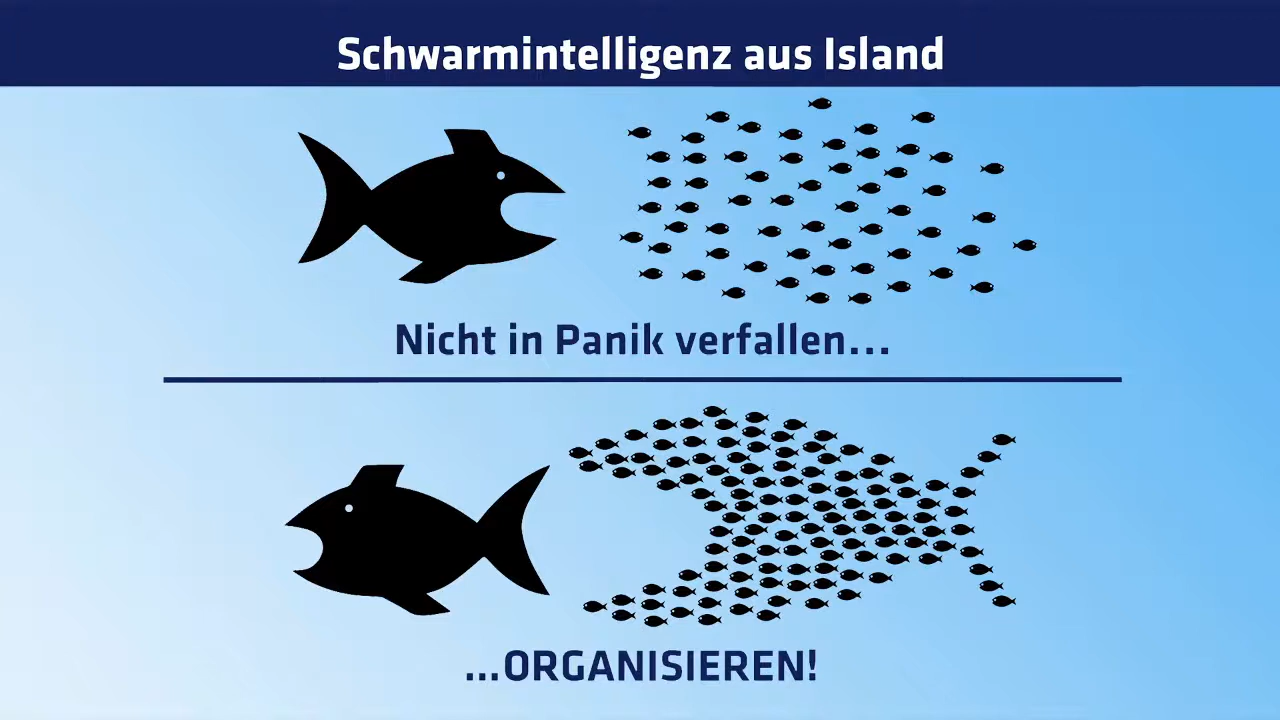 Schwarmintelligenz aus Island
Nicht in Panik verfallen...
...ORGANISIEREN!